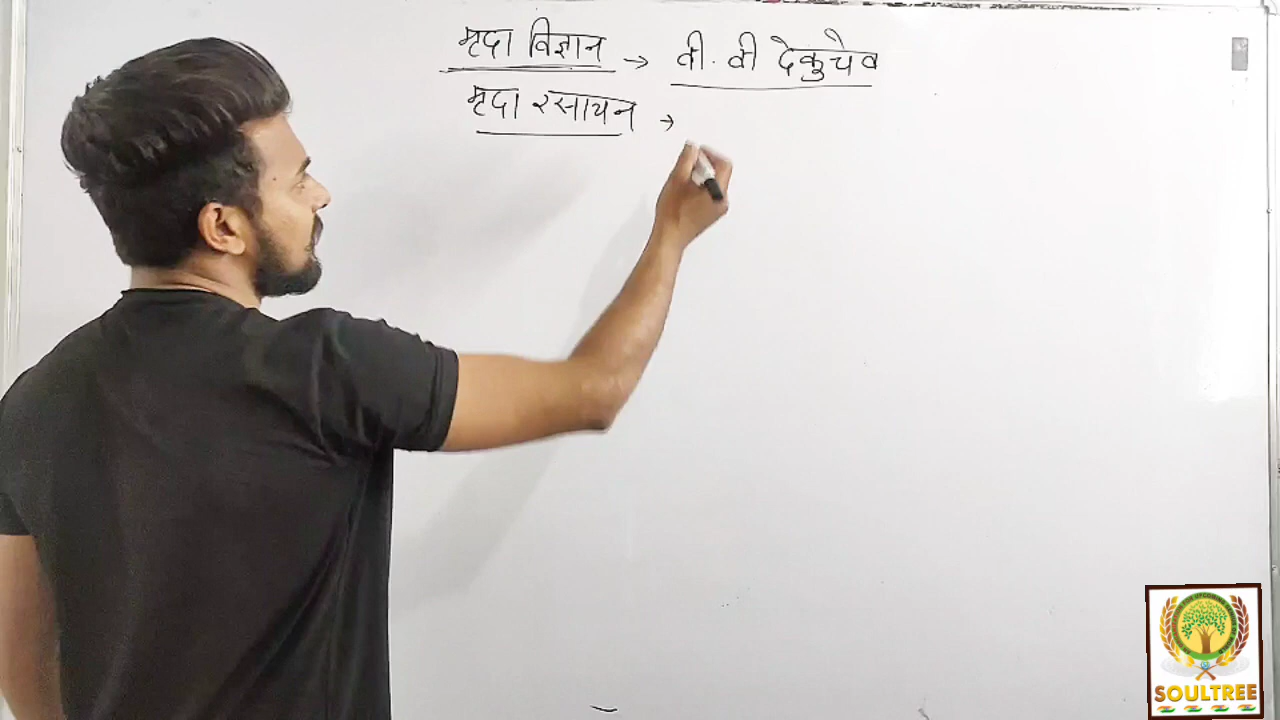 मृदा विज्ञान → वी. वी देकुचेव
मृदा रसायन →
SOULTREE